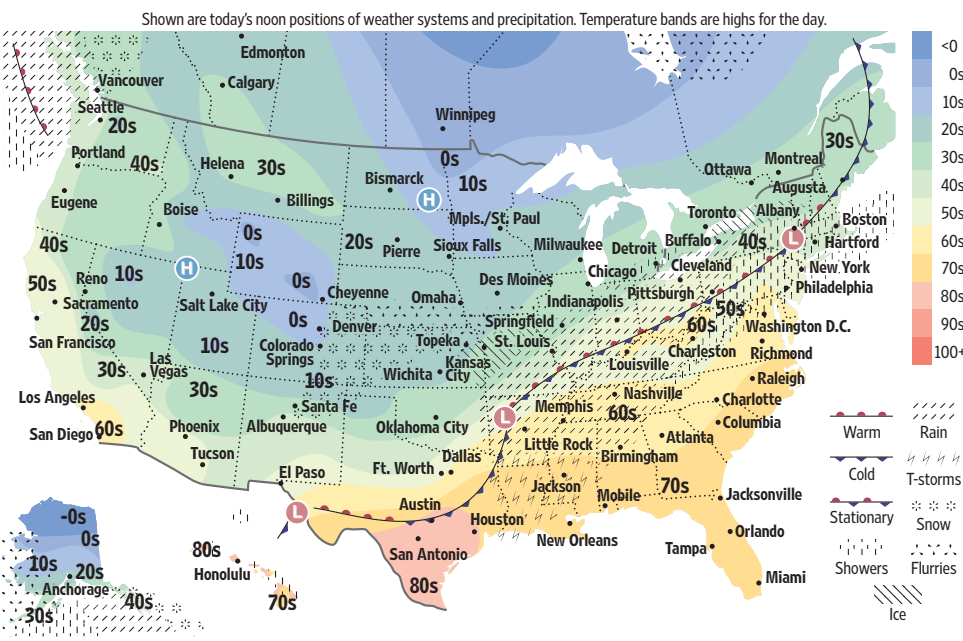 Shown are today's noon positions of weather systems and precipitation. Temperature bands are highs for the day.
Edmonton
<0
Vancouver
Calgary
0s
Seattle
10s
20s
Winnipeg
20s
Portland
40s
Helena
30s
0s
30s
Montreal
30s
Bismarck
10s
Ottawa
40s
Eugene
Billings
H
Augusta
Boise
Mpls./St. Paul
Toronto
Albany
Boston
50s
40s
0s
20s
Pierre
Sioux Falls
Milwaukee
Detroit
Buffalo
40s
L
Hartford
60s
50s
Reno
10s
H
10s
0s
Des Moines
Chicago
Cleveland
New York
70s
Sacramento
Salt Lake City
Cheyenne
Omaha
Indianapolis
Pittsburgh
Philadelphia
80s
20s
0s
Denver
Springfield
50s
60s
Washington D.C.
90s
San Francisco
10s
Colorado
Springs
Topeka
Kansas
City
St. Louis
Louisville
Charleston
Richmond
100+
30s
Las
Vegas
30s
10s
Wichita
Raleigh
Los Angeles
Santa Fe
L
Memphis
Nashville
60s
Charlotte
San Diego
60s
Phoenix
Albuquerque
Oklahoma City
Little Rock
Atlanta
Columbia
Warm
Rain
Tucson
Dallas
Birmingham
El Paso
Ft. Worth
Jackson
70s
Cold
T-storms
L
Austin
Mobile
Jacksonville
-0s
Houston
New Orleans
Orlando
Stationary
Snow
0s
80s
San Antonio
Tampa
10s
20s
Honolulu
80s
Miami
Showers
Flurries
Anchorage
40s
70s
30s
Ice